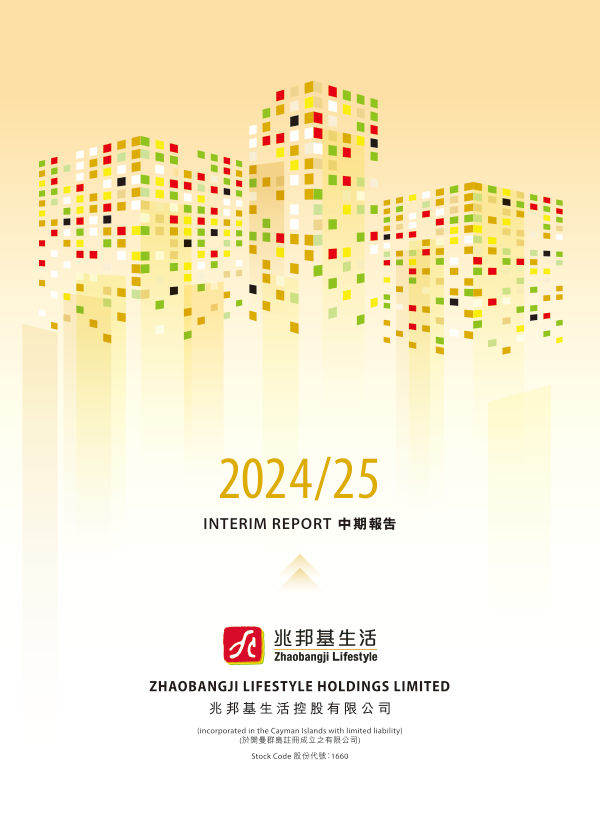 2024/25
INTERIM REPORT 中期報告
兆邦基生活
Zhaobangji Lifestyle
ZHAOBANGJI LIFESTYLE HOLDINGS LIMITED
兆邦基生活控股有限公司
(incorporated in the Cayman Islands with limited liability)
(於開曼群島註冊成立之有限公司)
Stock Code 股份代號：1660